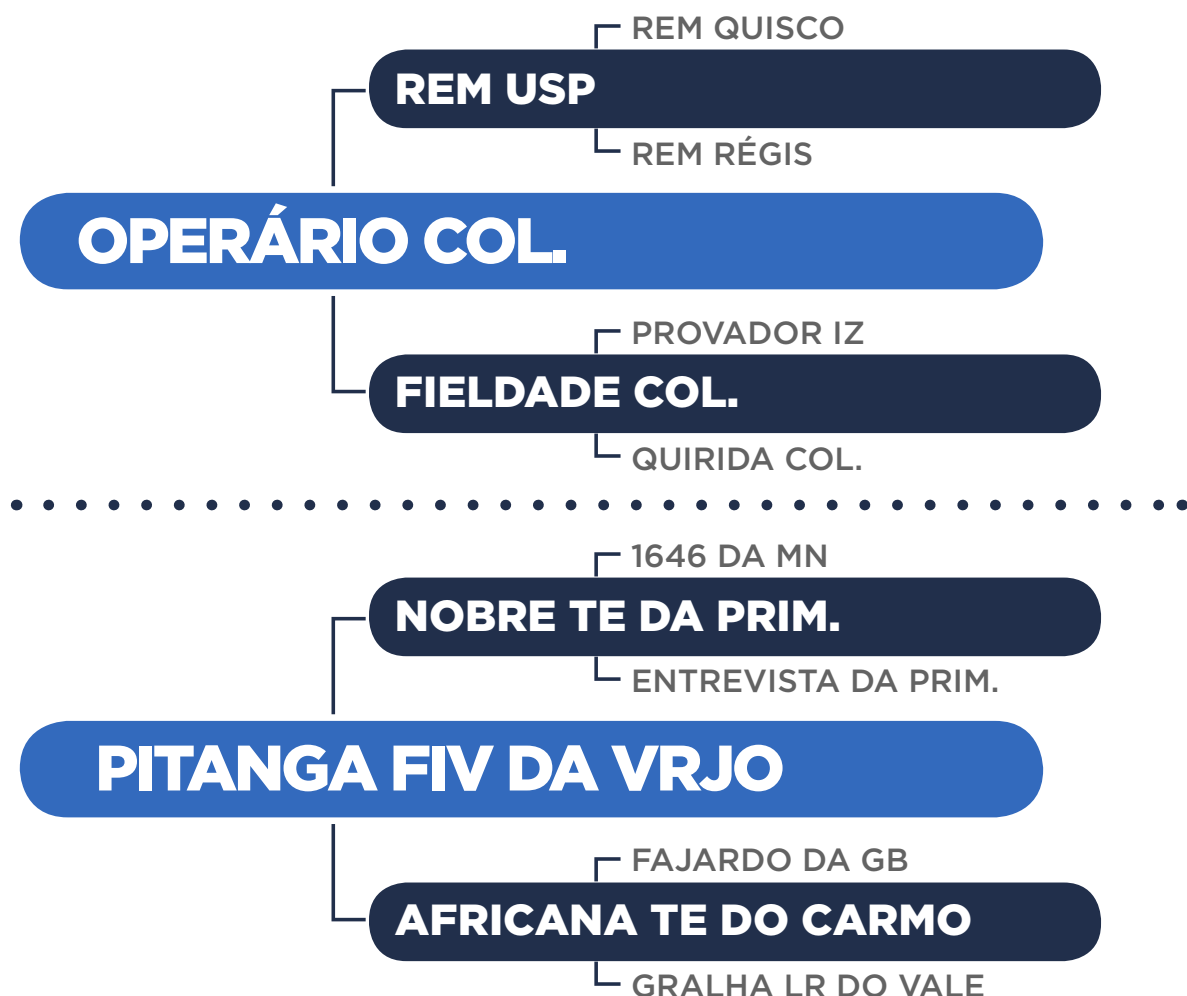 REM QUISCO
REM USP
REM RÉGIS
OPERÁRIO COL.
PROVADOR IZ
FIELDADE COL.
QUIRIDA COL.
1646 DA MN
NOBRE TE DA PRIM.
ENTREVISTA DA PRIM.
PITANGA FIV DA VRJO
FAJARDO DA GB
AFRICANA TE DO CARMO
GRALHA LR DO VALE